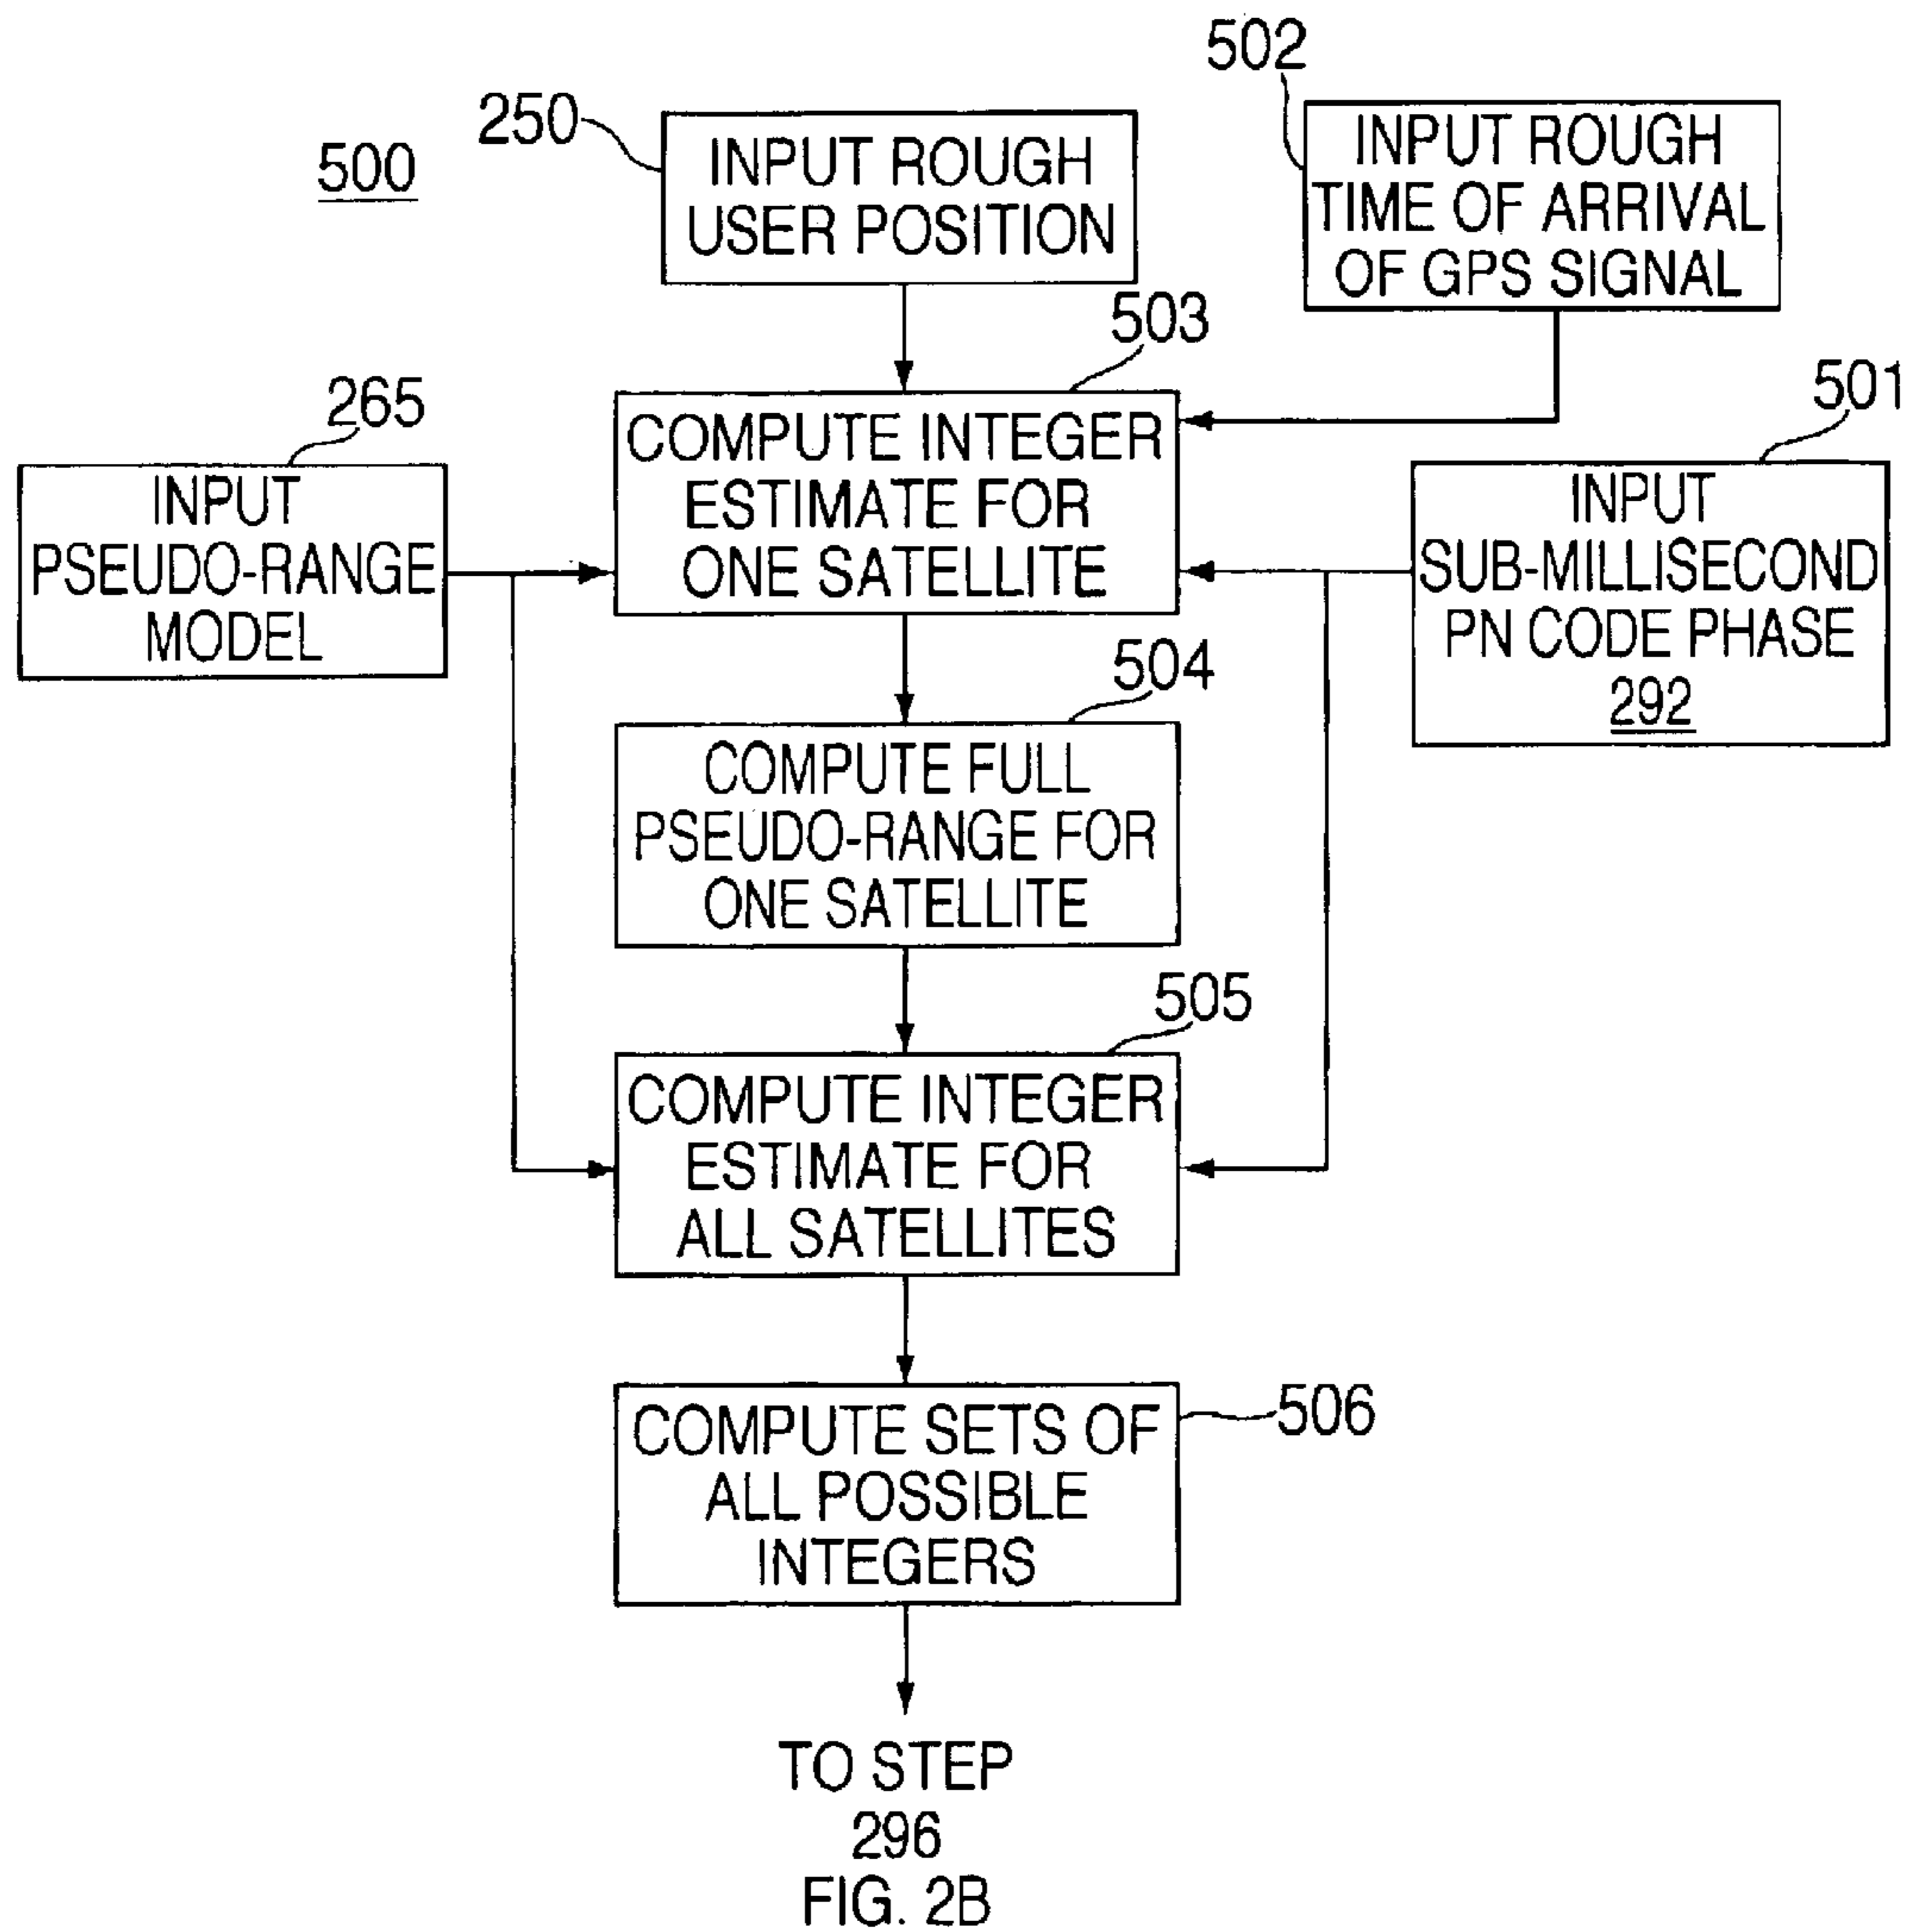 500
250
INPUT ROUGH
USER POSITION
502
INPUT ROUGH
TIME OF ARRIVAL
OF GPS SIGNAL
503
COMPUTE INTEGER
ESTIMATE FOR
ONE SATELLITE
265
INPUT
PSEUDO-RANGE
MODEL
501
INPUT
SUB-MILLISECOND
PN CODE PHASE
292
504
COMPUTE FULL
PSEUDO-RANGE FOR
ONE SATELLITE
505
COMPUTE INTEGER
ESTIMATE FOR
ALL SATELLITES
506
COMPUTE SETS OF
ALL POSSIBLE
INTEGERS
TO STEP
296
FIG. 2B